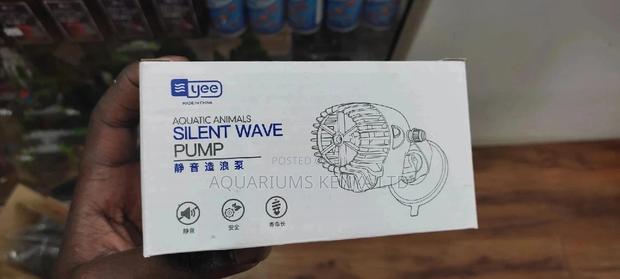 yee
MADE IN CHINA
AQUATIC ANIMALS
SILENT WAVE
PUMP
静音造浪泵
POSTED
AQUARIUMS KENYA LTD
静音
安全
寿命长